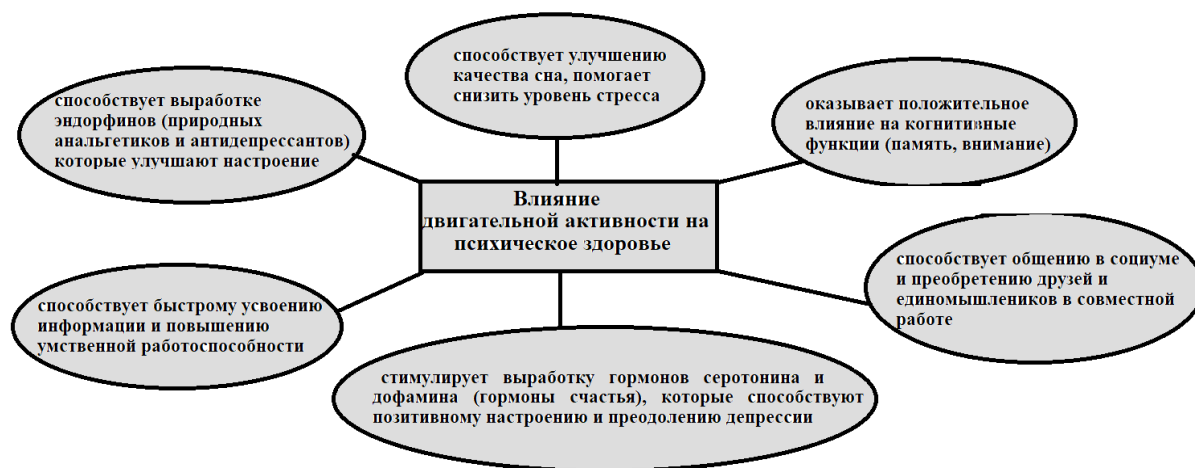 способствует улучшению
качества сна, помогает
снизить уровень стресса
способствует выработке
эндорфинов (природных
анальгетиков и антидепрессантов)
которые улучшают настроение
оказывает положительное
влияние на когнитивные
функции (память, внимание)
Влияние
двигательной активности на
психическое здоровье
способствует общению в социуме
и преобретению друзей и
единомышлеников в совместной
работе
способствует быстрому усвоению
информации и повышению
умственной работоспособности
стимулирует выработку гормонов серотонина и
дофамина (гормоны счастья), которые способствуют
позитивному настроению и преодолению депрессии